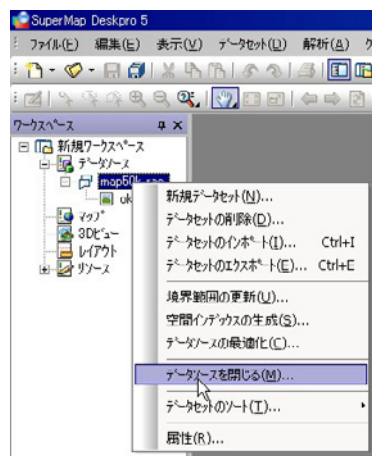 SuperMap Deskpro 5
ファイル(F) 編集(E) 表示(V) データセット(D) 解析(A)
ワークスペース
新規ワークスペース
データソース
map50k
uk
マップ
3Dビュー
レイアウト
リソース
新規データセット(N)...
データセットの削除(D)...
データセットのインポート(I)... Ctrl+I
データセットのエクスポート(E)... Ctrl+E
境界範囲の更新(U)...
空間インデックスの生成(S)...
データソースの最適化(C)...
データソースを閉じる(M)...
データセットのソート(T)...
属性(R)...